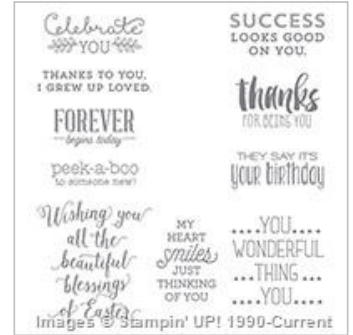 Celebrate
YOU
THANKS TO YOU,
I GREW UP LOVED.
FOREVER
begins today
peek-a-boo
to someone new!
Wishing you
all the
beautiful
blessings
of Easter
SUCCESS
LOOKS GOOD
ON YOU.
thanks
FOR BEING YOU
THEY SAY IT'S
your birthday
MY
HEART
smiles
JUST
THINKING
OF YOU
....YOU....
WONDERFUL
...THING...
....YOU....
Images © Stampin' UP! 1990-Current